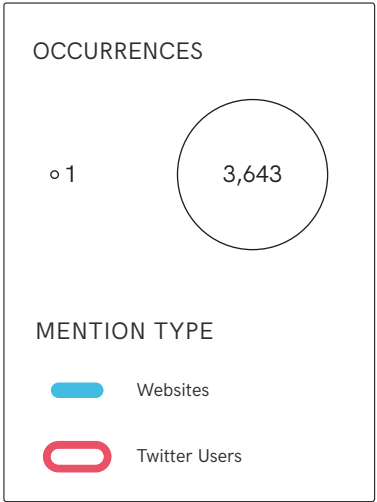 OCCURRENCES
1
3,643
MENTION TYPE
Websites
Twitter Users